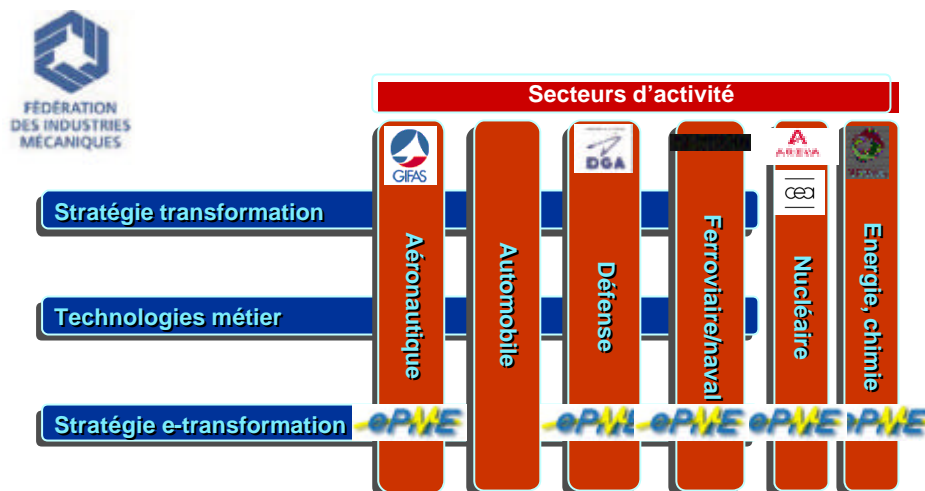 FÉDÉRATION
DES INDUSTRIES
MÉCANIQUES
Secteurs d'activité
GIFAS
DGA
AREVA
cea
Stratégie transformation
Technologies métier
Stratégie e-transformation
Aéronautique
Automobile
Défense
Ferroviaire/naval
Nucléaire
Energie, chimie
ePME
ePME
ePME
ePME
ePME